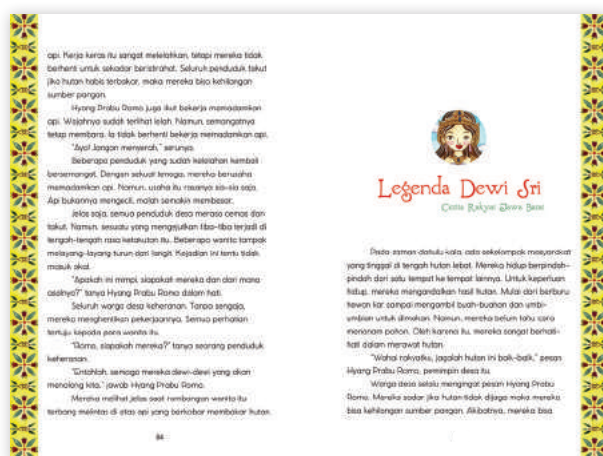 api. Kerja keras itu sangat melelahkan, tetapi mereka tidak
berhenti untuk sekadar beristirahat. Seluruh penduduk takut
jika hutan habis terbakar, maka mereka bisa kehilangan
sumber pangan.
Hyang Prabu Romo juga ikut bekerja memadamkan
api. Wajahnya sudah terlihat lelah. Namun, semangatnya
tetap membara. Ia tidak berhenti bekerja memadamkan api.
"Ayo! Jangan menyerah," serunya.
Beberapa penduduk yang sudah kelelahan kembali
bersemangat. Dengan sekuat tenaga, mereka berusaha
memadamkan api. Namun, usaha itu rasanya sia-sia saja.
Api bukannya mengecil, malah semakin membesar.
Jelas saja, semua penduduk desa merasa cemas dan
takut. Namun, sesuatu yang mengejutkan tiba-tiba terjadi di
tengah-tengah rasa ketakutan itu. Beberapa wanita tampak
melayang-layang turun dari langit. Kejadian ini tentu tidak
masuk akal.
"Apakah ini mimpi, siapakah mereka dan dari mana
asalnya?" tanya Hyang Prabu Romo dalam hati.
Seluruh warga desa keheranan. Tanpa sengaja,
mereka menghentikan pekerjaannya. Semua perhatian
tertuju kepada para wanita itu.
"Romo, siapakah mereka?" tanya seorang penduduk
keheranan.
"Entahlah, semoga mereka dewi-dewi yang akan
menolong kita," jawab Hyang Prabu Romo.
Mereka melihat jelas saat rombongan wanita itu
terbang melintas di atas api yang berkobar membakar hutan.
84
Legenda Dewi Sri
Cerita Rakyat Jawa Barat
Pada zaman dahulu kala, ada sekelompok masyarakat
yang tinggal di tengah hutan lebat. Mereka hidup berpindah-
pindah dari satu tempat ke tempat lainnya. Untuk keperluan
hidup, mereka mengandalkan hasil hutan. Mulai dari berburu
hewan liar sampai mengambil buah-buahan dan umbi-
umbian untuk dimakan. Namun, mereka belum tahu cara
menanam pohon. Oleh karena itu, mereka sangat berhati-
hati dalam merawat hutan.
"Wahai rakyatku, jagalah hutan ini baik-baik," pesan
Hyang Prabu Romo, pemimpin desa itu.
Warga desa selalu mengingat pesan Hyang Prabu
Romo. Mereka sadar jika hutan tidak dijaga maka mereka
bisa kehilangan sumber pangan. Akibatnya, mereka bisa